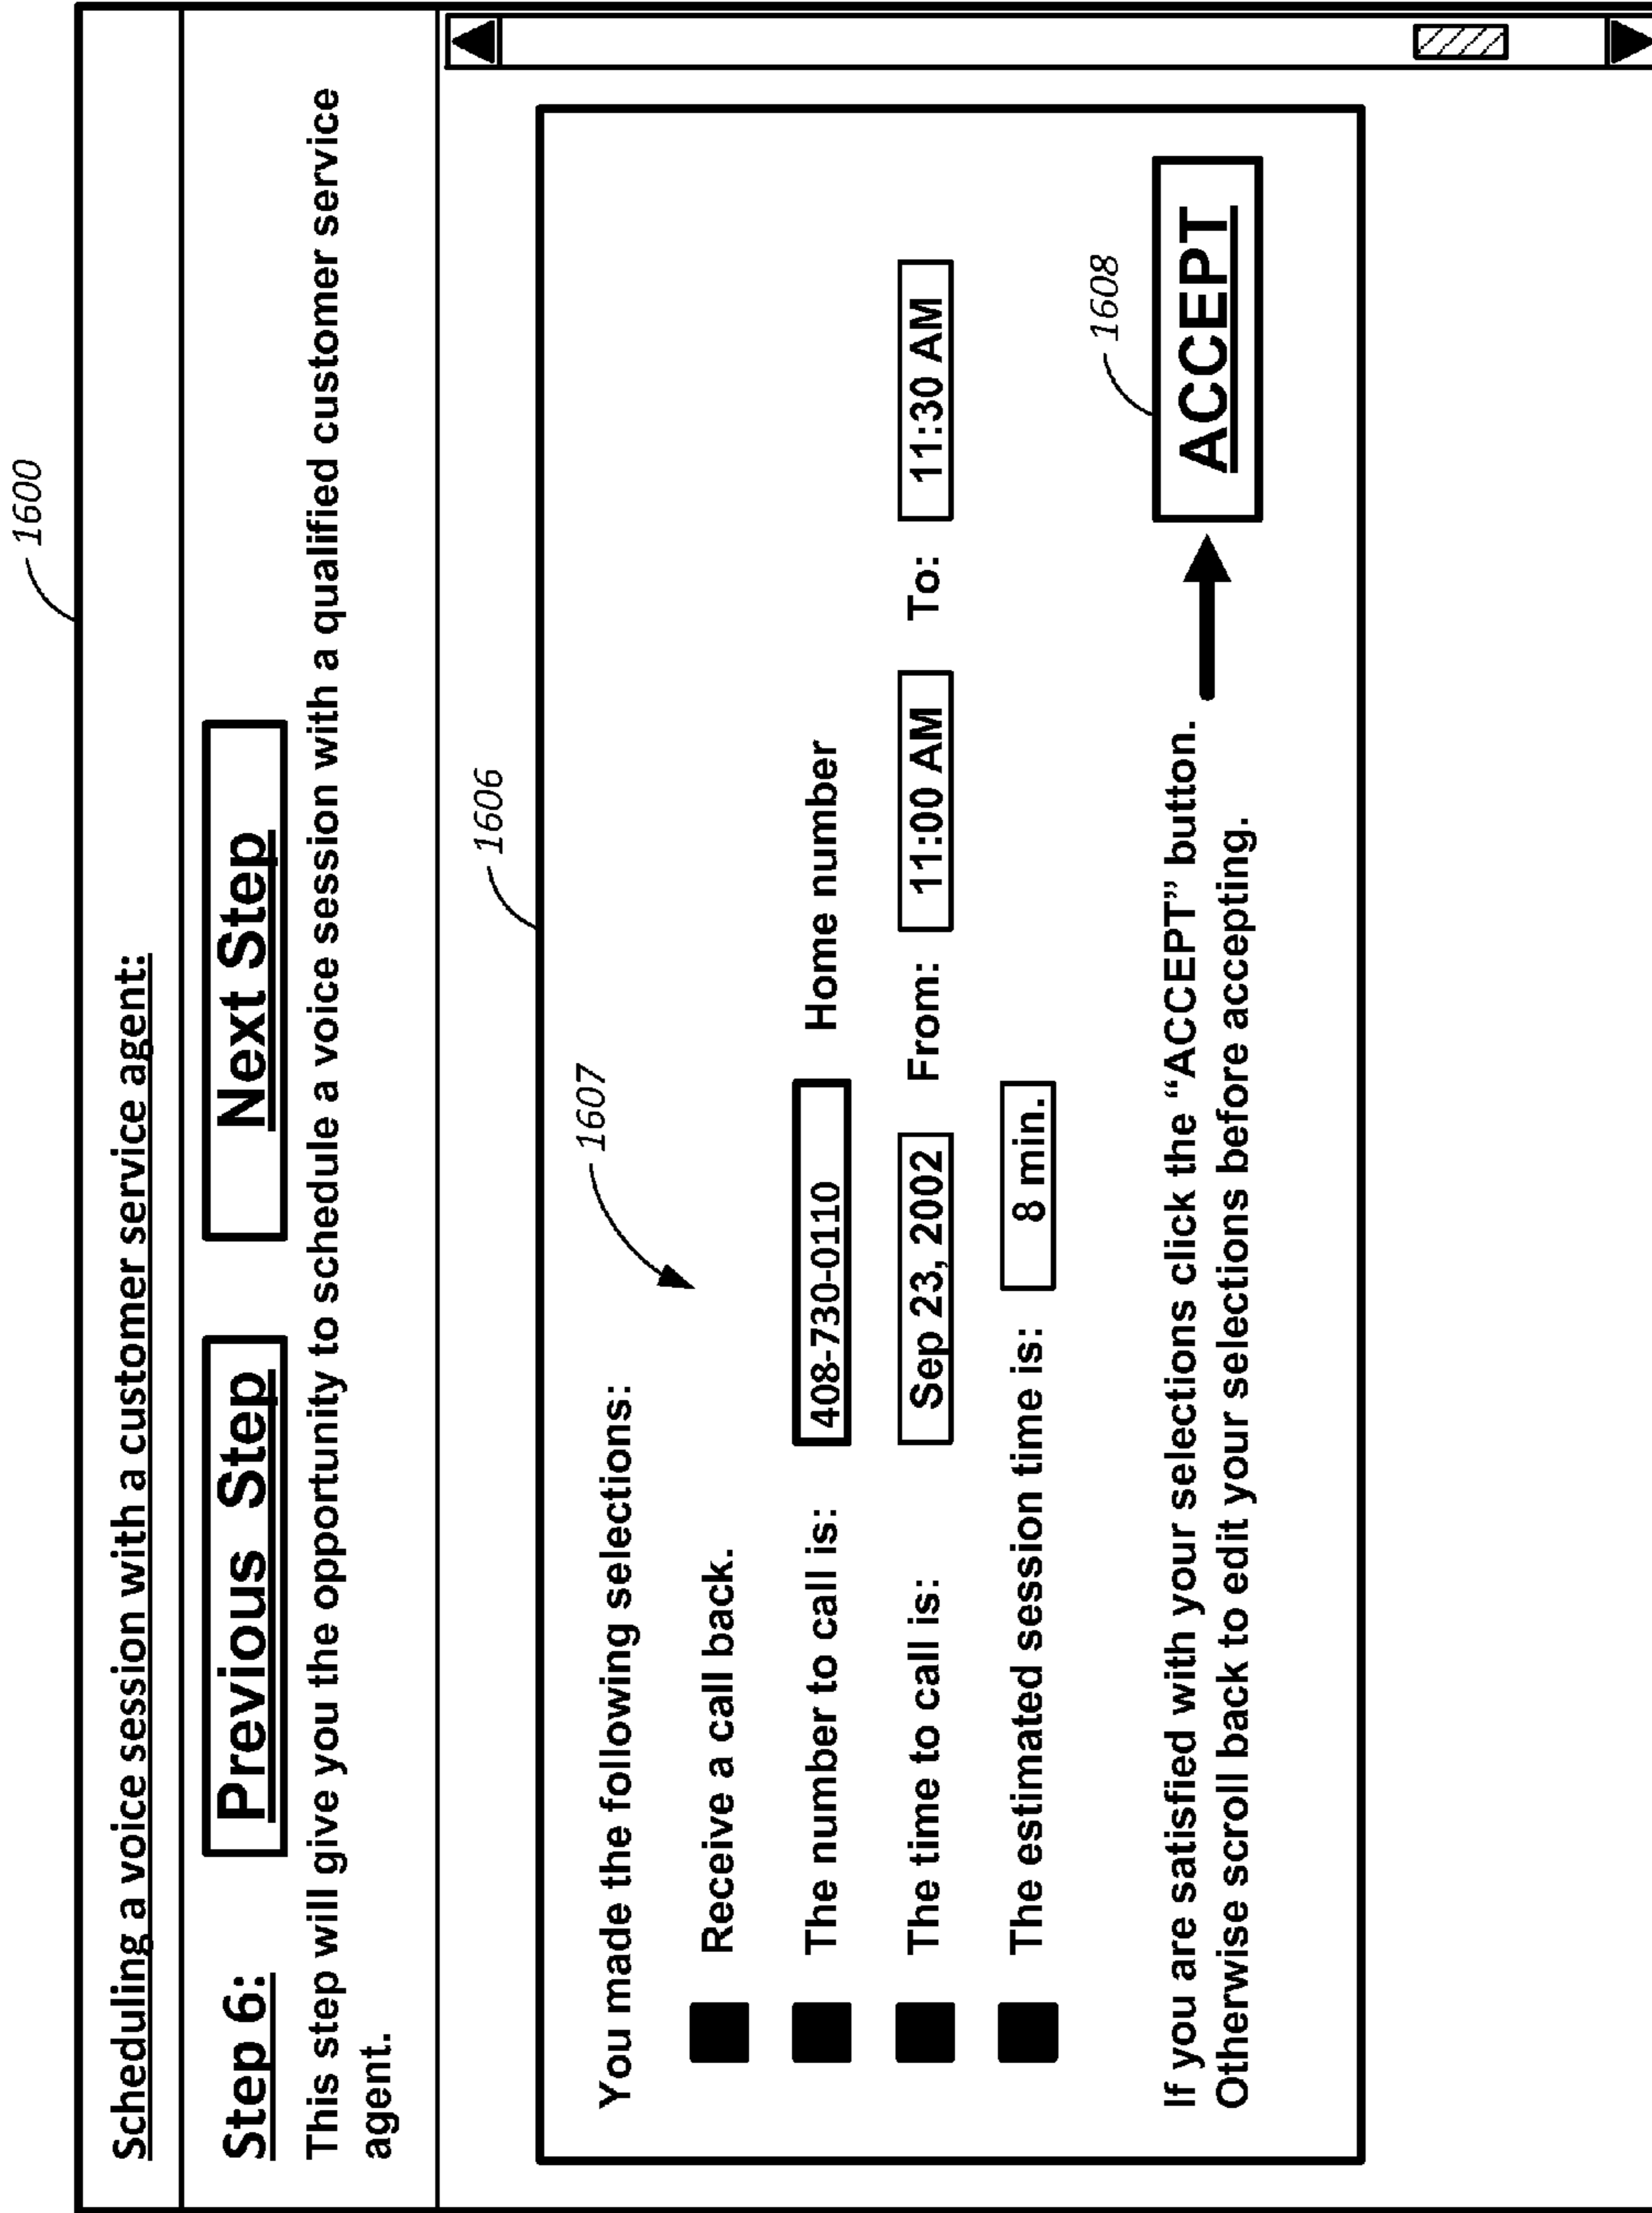 1600
Scheduling a voice session with a customer service agent:
Step 6: Previous Step Next Step
This step will give you the opportunity to schedule a voice session with a qualified customer service
agent.
1606
1607
You made the following selections:
Receive a call back.
The number to call is: 408-730-0110 Home number
The time to call is: Sep 23, 2002 From: 11:00 AM To: 11:30 AM
The estimated session time is: 8 min.
1608
If you are satisfied with your selections click the “ACCEPT” button.
Otherwise scroll back to edit your selections before accepting.
ACCEPT